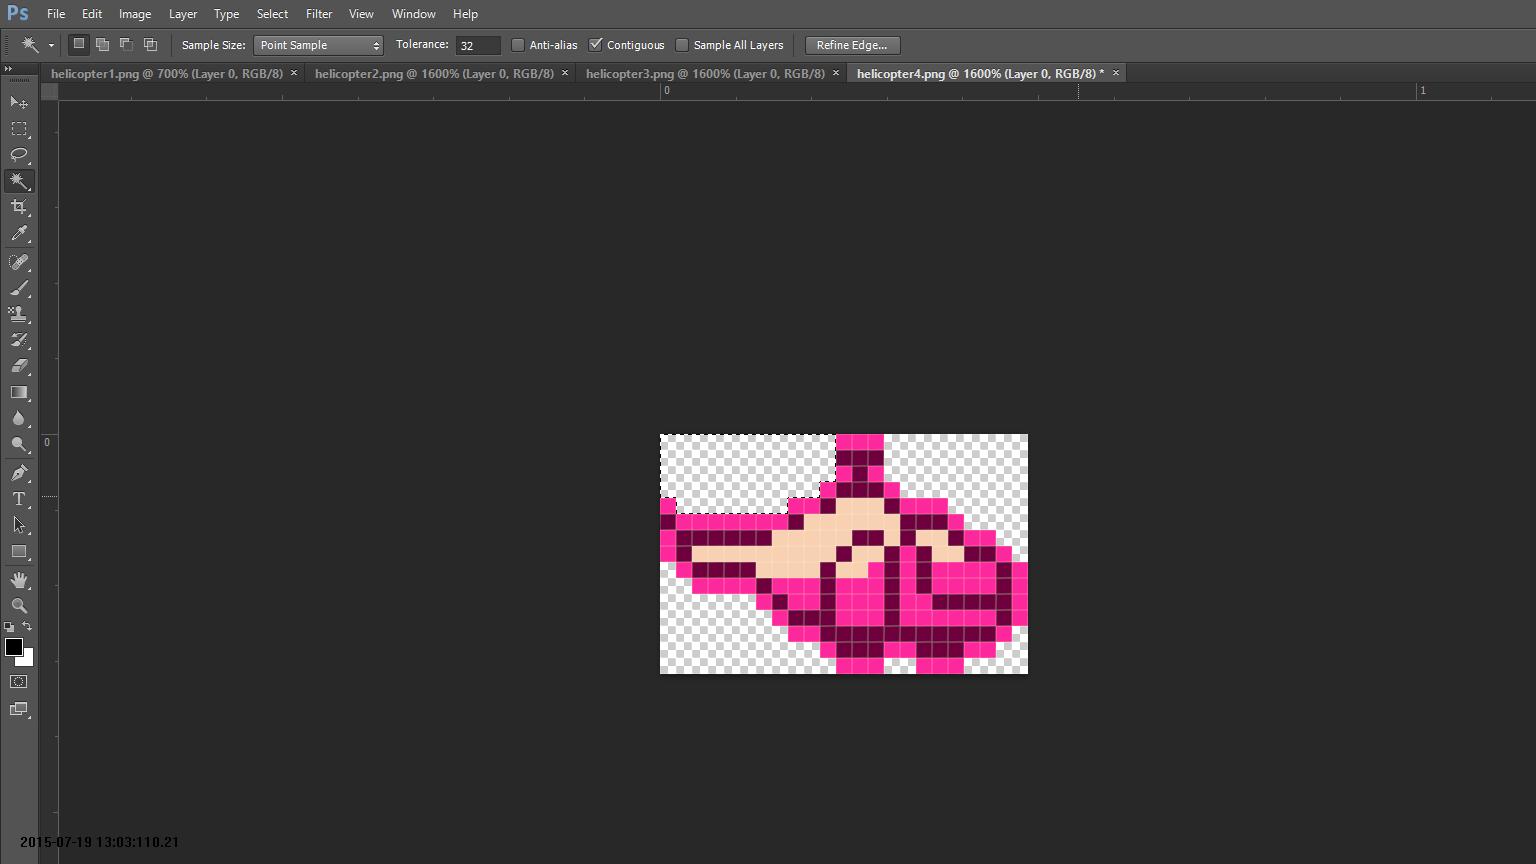 Ps File Edit Image Layer Type Select Filter View Window Help
Sample Size: Point Sample Tolerance: 32 Anti-alias Contiguous Sample All Layers Refine Edge...
helicopter1.png @ 700% (Layer 0, RGB/8) × helicopter2.png @ 1600% (Layer 0, RGB/8) × helicopter3.png @ 1600% (Layer 0, RGB/8) × helicopter4.png @ 1600% (Layer 0, RGB/8) * ×
0 1
0
T
2015-07-19 13:03:110.21